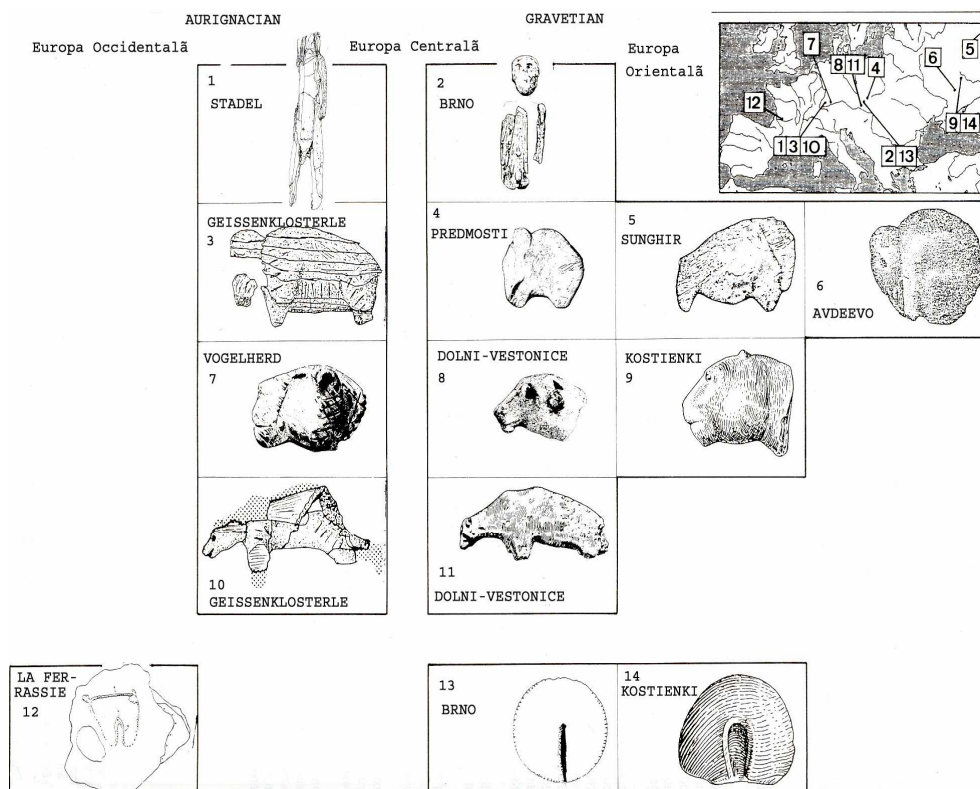 AURIGNACIAN
GRAVETIAN
Europa Occidentală
Europa Centrală
Europa
Orientală
1
STADEL
2
BRNO
7
8 11 4
6
5
12
1 3 10
2 13
9 14
GEISSENKLOSTERLE
3
4
PREDMOSTI
5
SUNGHIR
6
AVDEEVO
VOGELHERD
7
DOLNI-VESTONICE
8
KOSTIENKI
9
10
GEISSENKLOSTERLE
11
DOLNI-VESTONICE
LA FER-
RASSIE
12
13
BRNO
14
KOSTIENKI